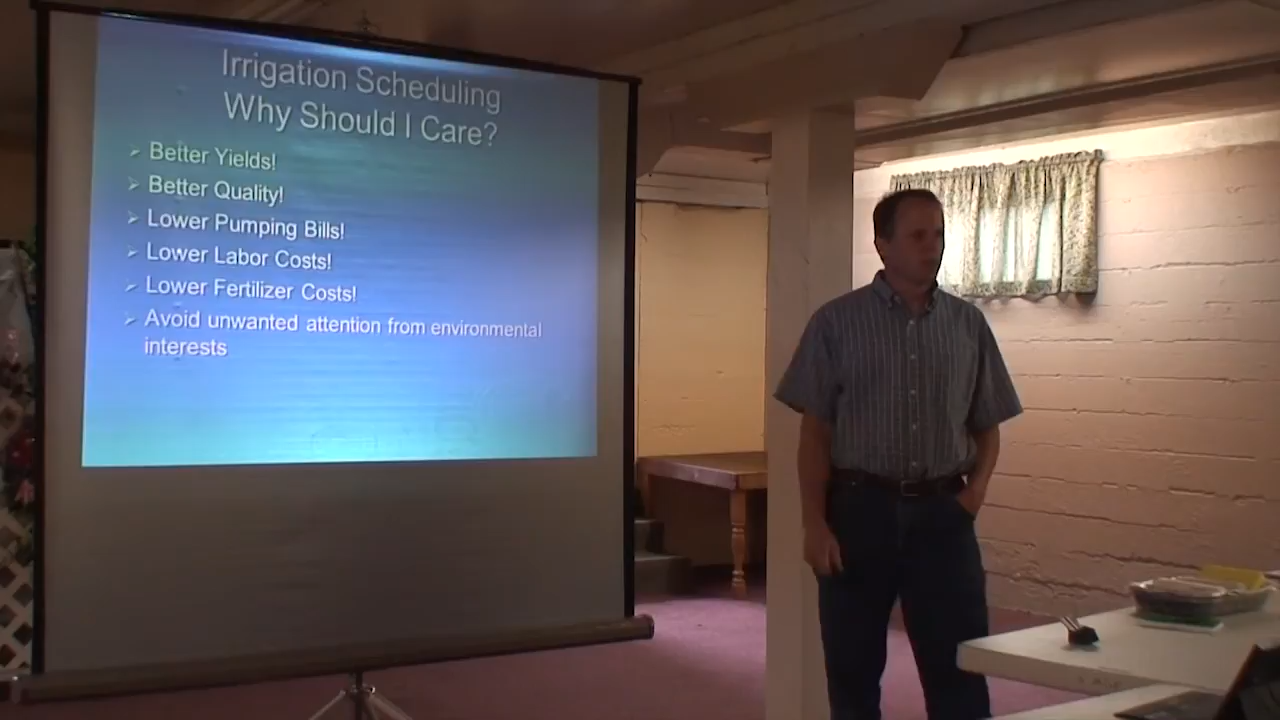 Irrigation Scheduling
Why Should I Care?
Better Yields!
Better Quality!
Lower Pumping Bills!
Lower Labor Costs!
Lower Fertilizer Costs!
Avoid unwanted attention from environmental
interests